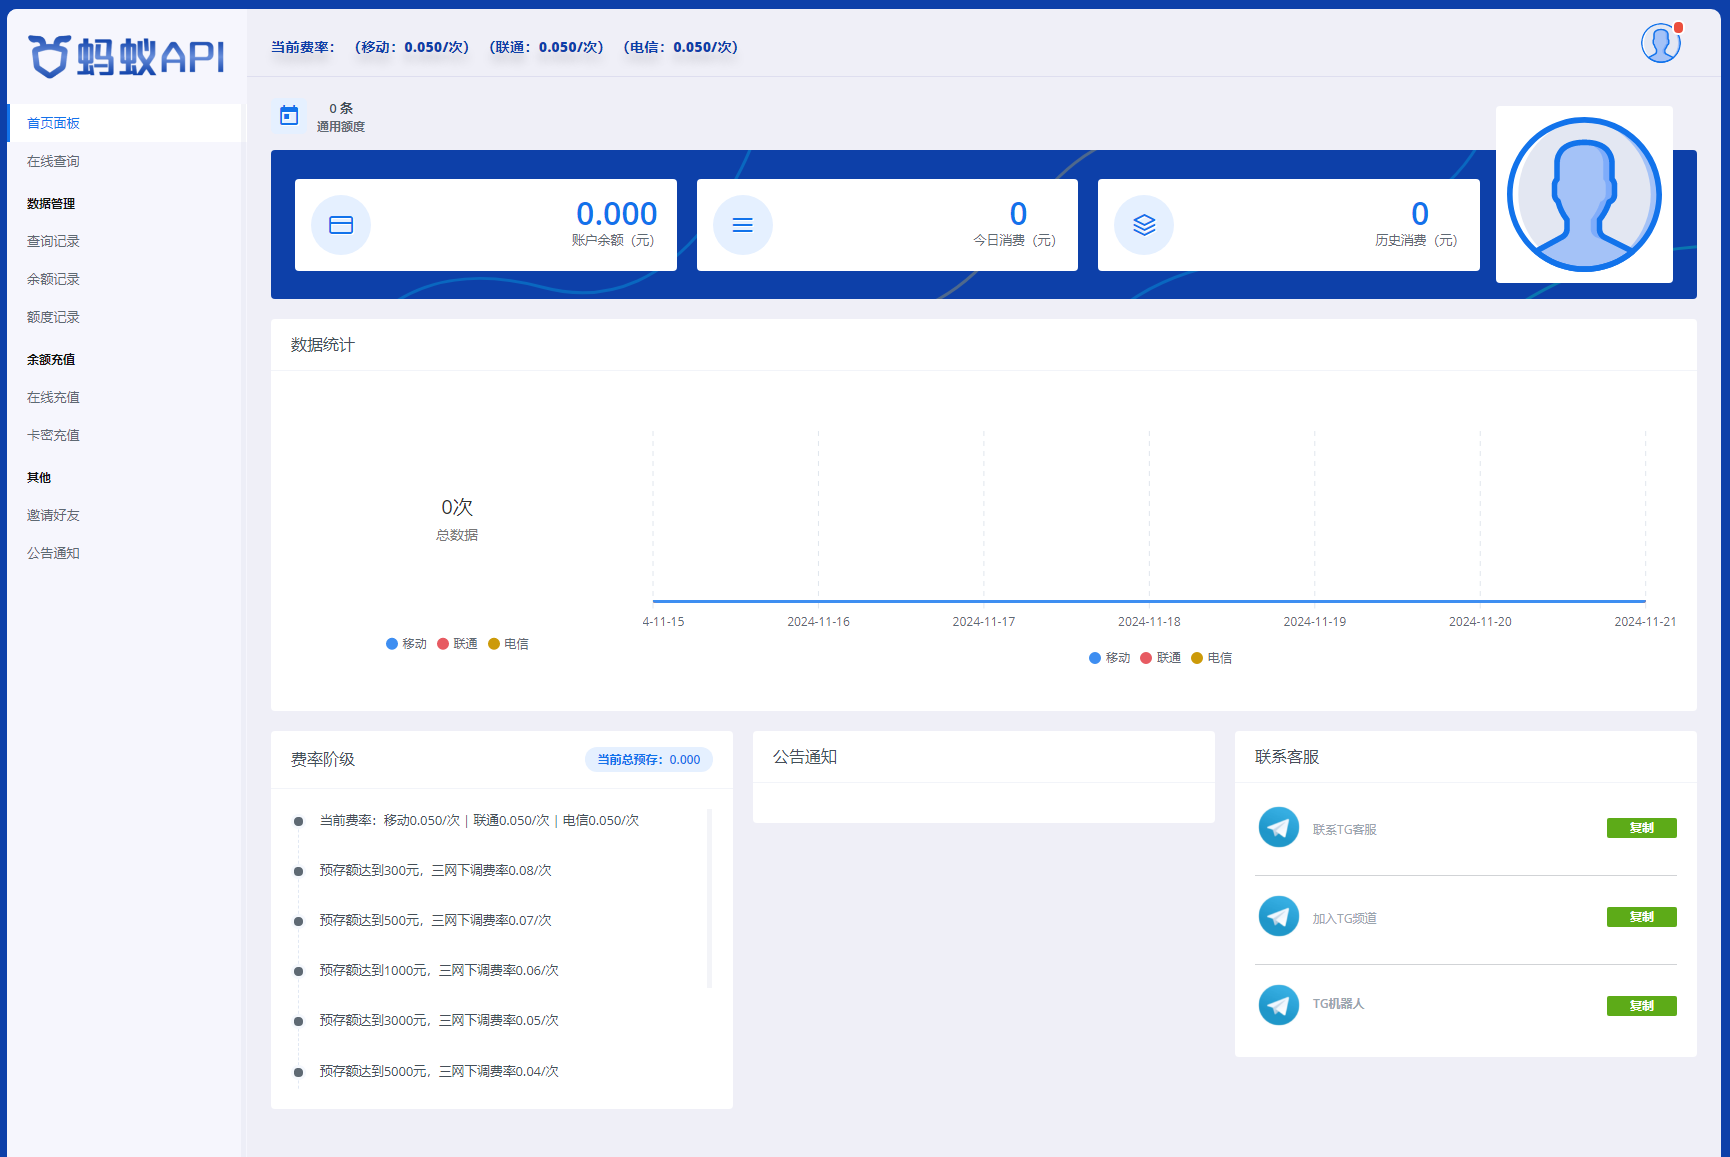 蚂蚁API
当前费率： （移动：0.050/次） （联通：0.050/次） （电信：0.050/次）
首页面板
在线查询
数据管理
查询记录
余额记录
额度记录
余额充值
在线充值
卡密充值
其他
邀请好友
公告通知
0 条
通用额度
0.000
账户余额（元）
0
今日消费（元）
0
历史消费（元）
数据统计
0次
总数据
移动 联通 电信
4-11-15 2024-11-16 2024-11-17 2024-11-18 2024-11-19 2024-11-20 2024-11-21
移动 联通 电信
费率阶级
当前总预存：0.000
当前费率：移动0.050/次 | 联通0.050/次 | 电信0.050/次
预存额达到300元，三网下调费率0.08/次
预存额达到500元，三网下调费率0.07/次
预存额达到1000元，三网下调费率0.06/次
预存额达到3000元，三网下调费率0.05/次
预存额达到5000元，三网下调费率0.04/次
公告通知
联系客服
联系TG客服 复制
加入TG频道 复制
TG机器人 复制